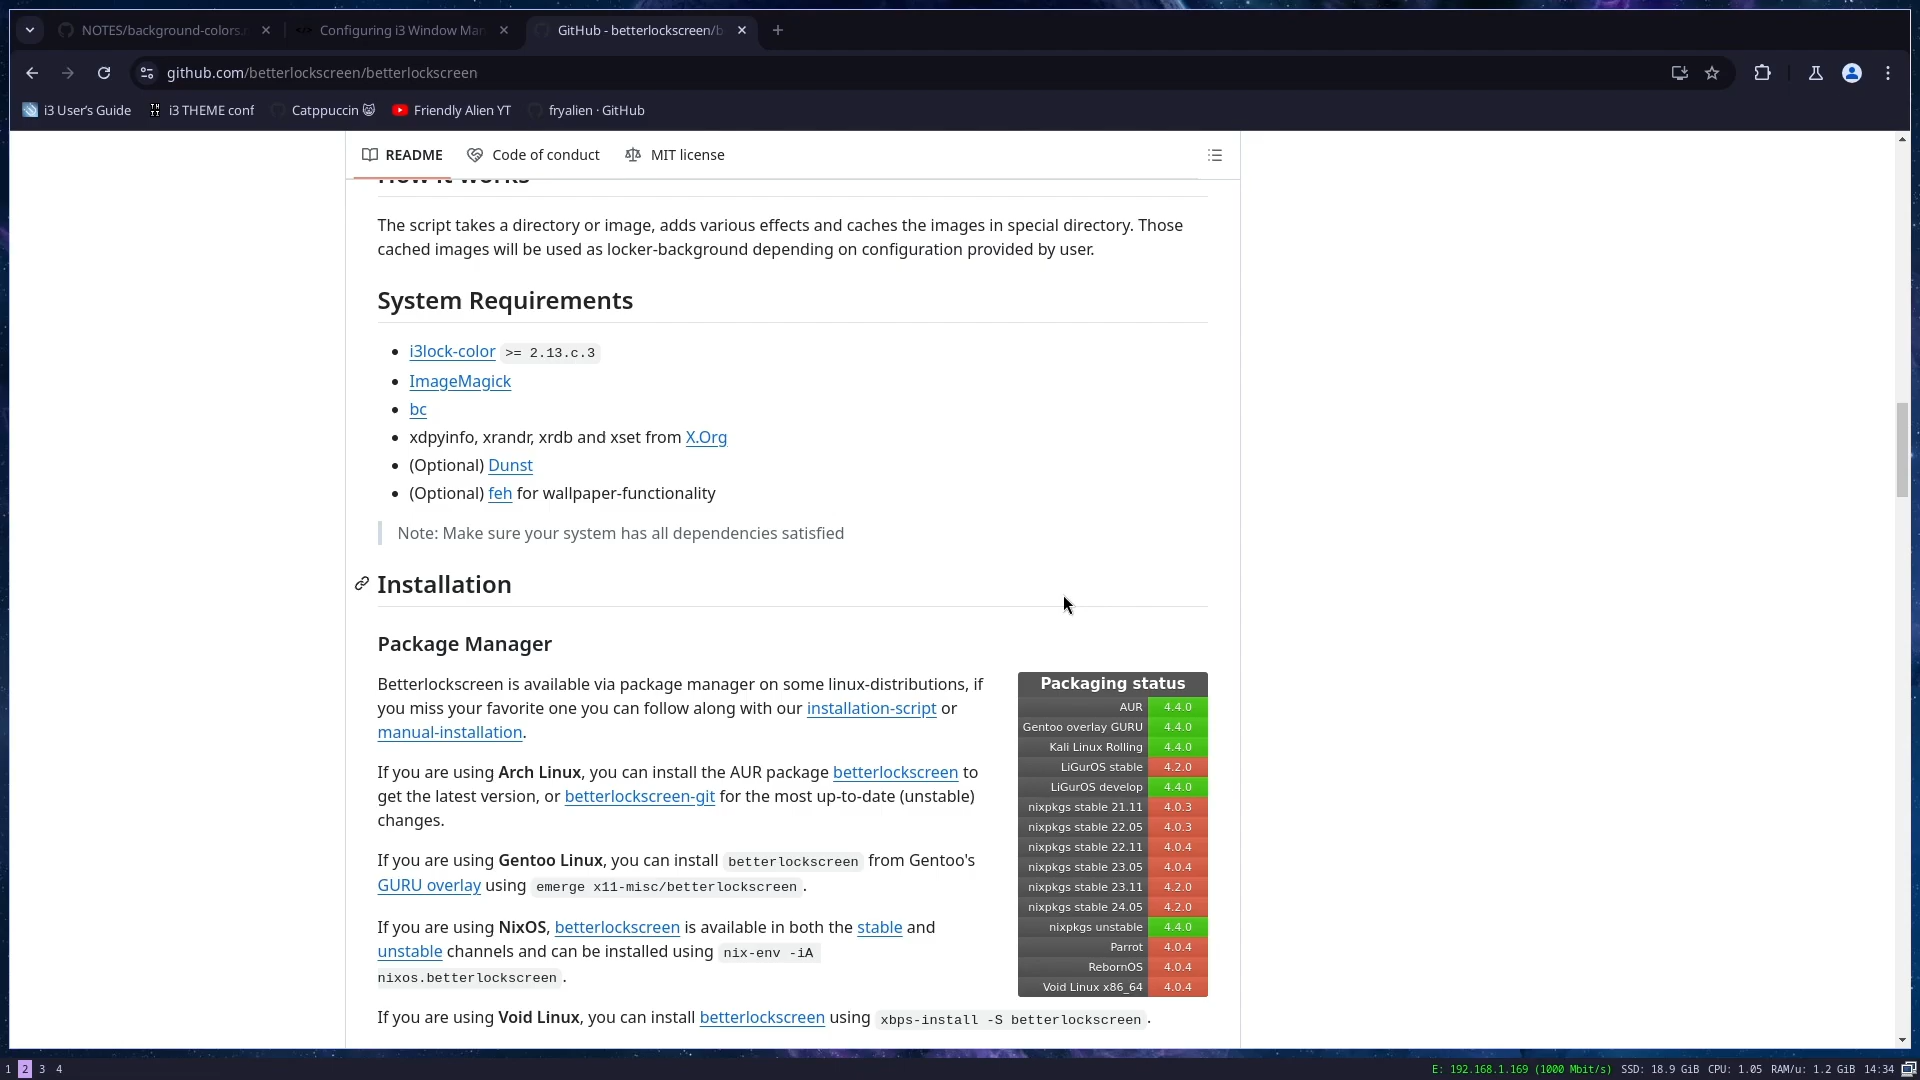 NOTES/background-colors.
Configuring i3 Window Man
GitHub - betterlockscreen/b
github.com/betterlockscreen/betterlockscreen
i3 User's Guide
i3 THEME conf
Catppuccin
Friendly Alien YT
fryalien · GitHub
README
Code of conduct
MIT license
How it works
The script takes a directory or image, adds various effects and caches the images in special directory. Those
cached images will be used as locker-background depending on configuration provided by user.
System Requirements
• i3lock-color >= 2.13.c.3
• ImageMagick
• bc
• xdpyinfo, xrandr, xrdb and xset from X.Org
• (Optional) Dunst
• (Optional) feh for wallpaper-functionality
Note: Make sure your system has all dependencies satisfied
Installation
Package Manager
Betterlockscreen is available via package manager on some linux-distributions, if
you miss your favorite one you can follow along with our installation-script or
manual-installation.
If you are using Arch Linux, you can install the AUR package betterlockscreen to
get the latest version, or betterlockscreen-git for the most up-to-date (unstable)
changes.
If you are using Gentoo Linux, you can install betterlockscreen from Gentoo's
GURU overlay using emerge x11-misc/betterlockscreen.
If you are using NixOS, betterlockscreen is available in both the stable and
unstable channels and can be installed using nix-env -iA
nixos.betterlockscreen.
Packaging status
AUR 4.4.0
Gentoo overlay GURU 4.4.0
Kali Linux Rolling 4.4.0
LiGurOS stable 4.2.0
LiGurOS develop 4.4.0
nixpkgs stable 21.11 4.0.3
nixpkgs stable 22.05 4.0.3
nixpkgs stable 22.11 4.0.4
nixpkgs stable 23.05 4.0.4
nixpkgs stable 23.11 4.2.0
nixpkgs stable 24.05 4.2.0
nixpkgs unstable 4.4.0
Parrot 4.0.4
RebornOS 4.0.4
Void Linux x86_64 4.0.4
If you are using Void Linux, you can install betterlockscreen using xbps-install -S betterlockscreen.
1 2 3 4
E: 192.168.1.169 (1000 Mbit/s) SSD: 18.9 GiB CPU: 1.05 RAM/u: 1.2 GiB 14:34